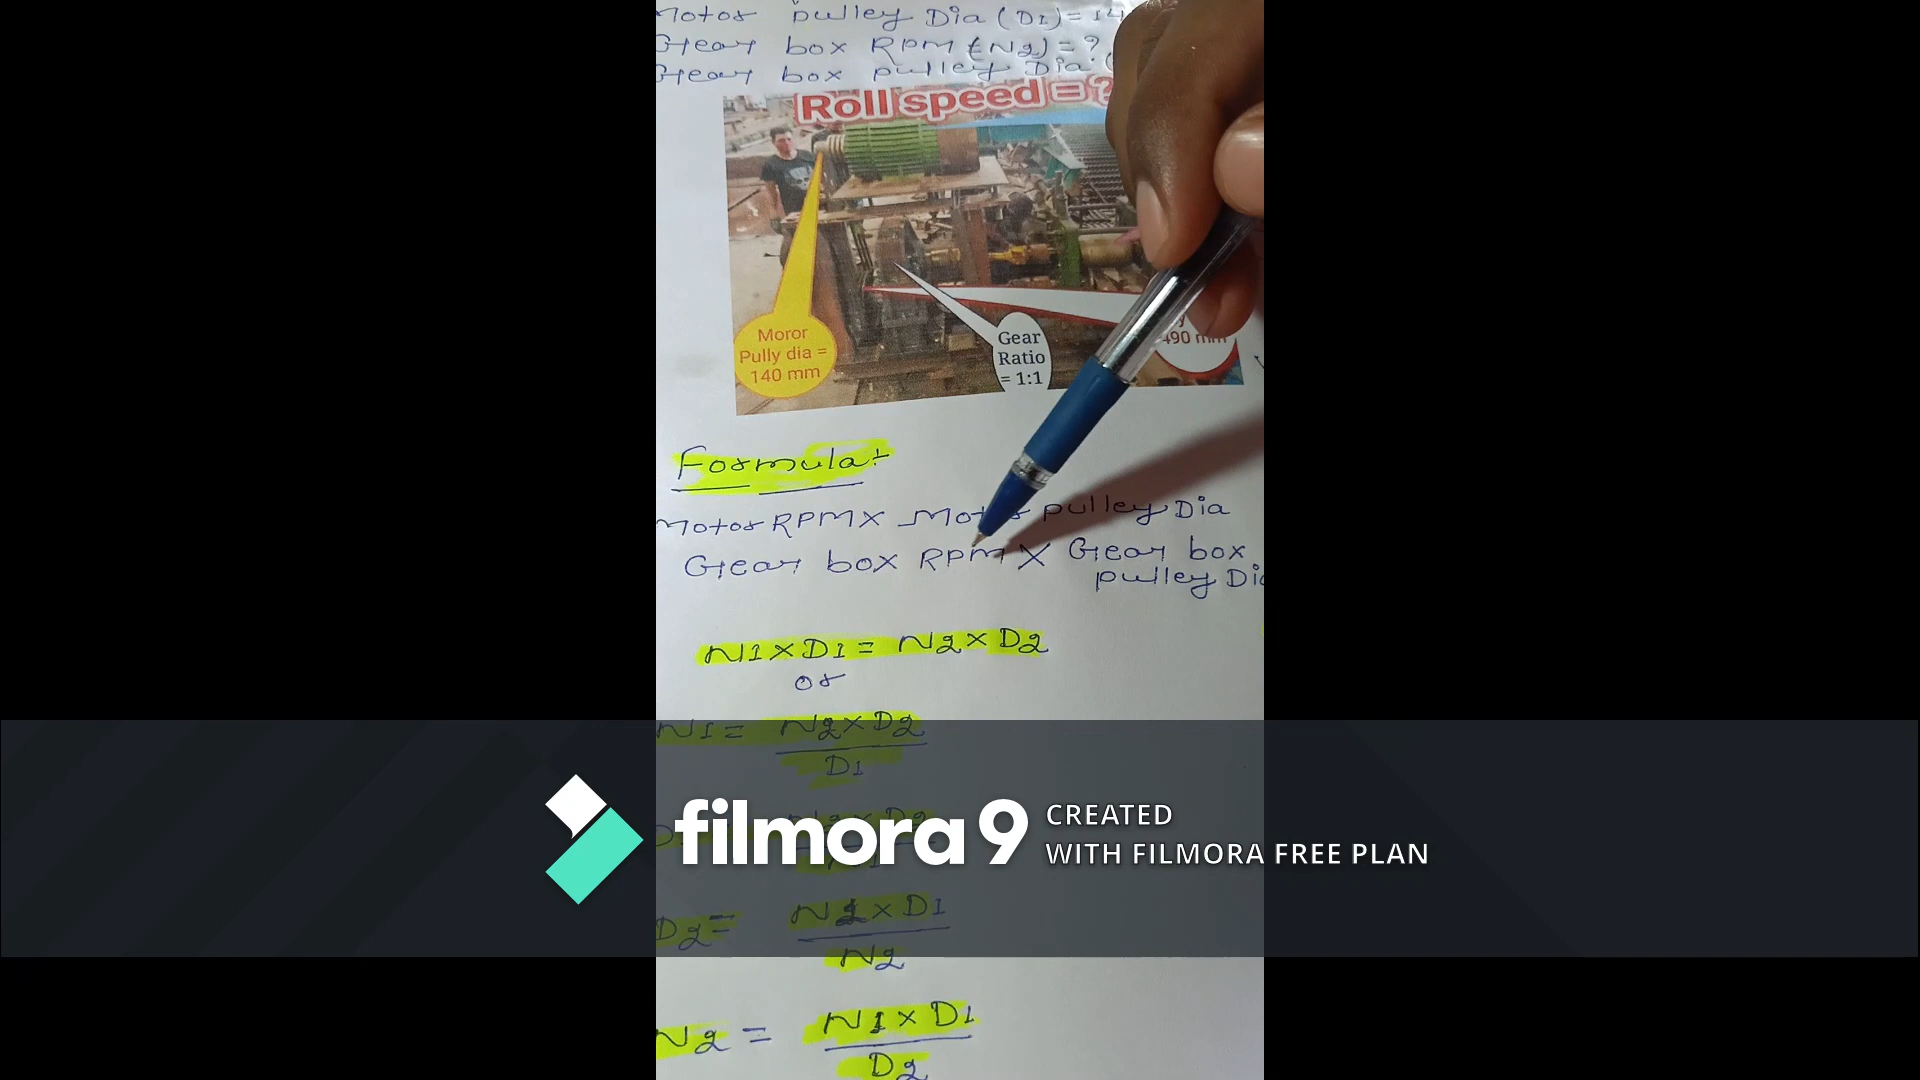 Motor pulley Dia (D1) = 14
Gear box RPM (N2) = ?
Gear box pulley Dia (
Roll speed = ?
Moror
Pully dia =
140 mm
Gear
Ratio
= 1:1
490 mm
Formula:
Motor RPM X Motor pulley Dia
Gear box RPM X Gear box
pulley Dia
N1 X D1 = N2 X D2
or
N1 = N2 X D2
D1
filmora 9 CREATED
WITH FILMORA FREE PLAN
D2 = N1 X D1
N2
N2 = N1 X D1
D2